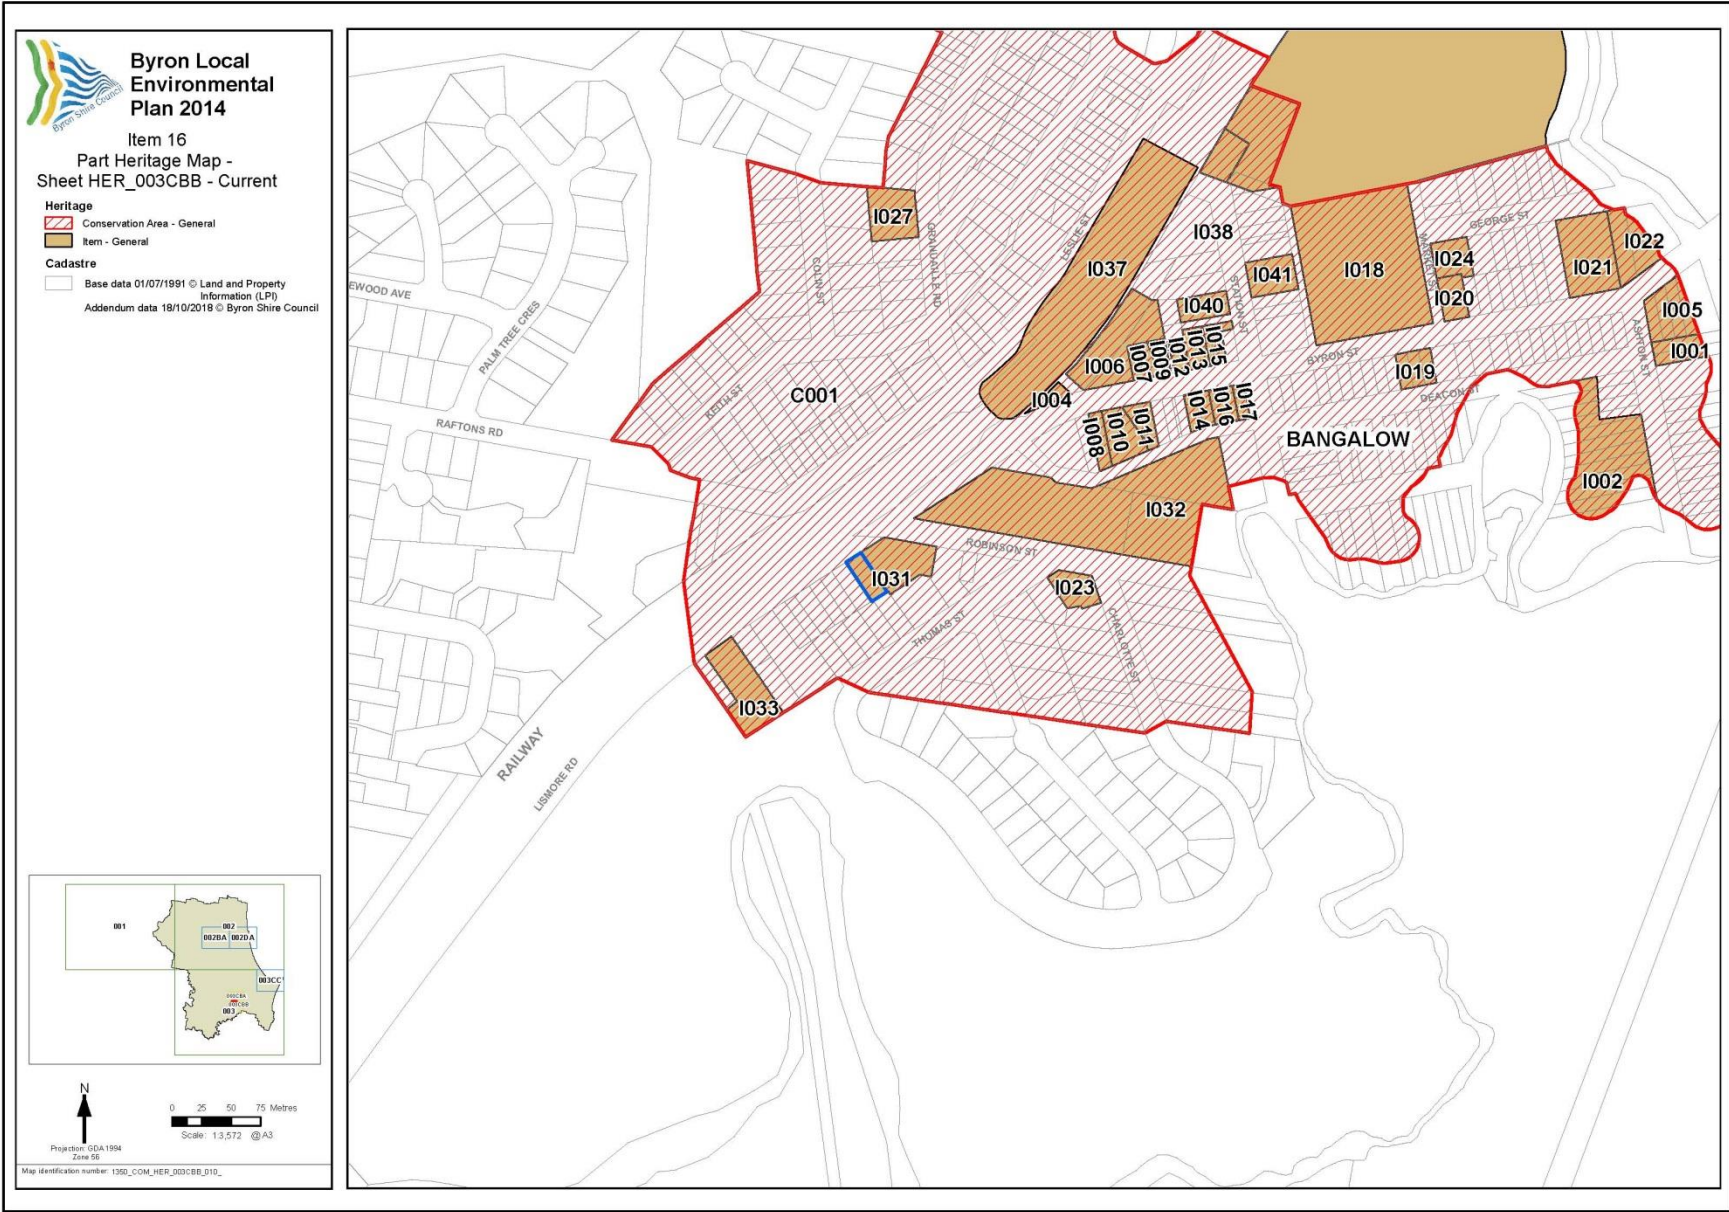 Byron Local
Environmental
Plan 2014
Byron Shire Council
Item 16
Part Heritage Map -
Sheet HER_003CBB - Current
Heritage
Conservation Area - General
Item - General
Cadastre
Base data 01/07/1991 © Land and Property
Information (LPI)
Addendum data 18/10/2018 © Byron Shire Council
001
002
002BA
002DA
003CC
003CBA
003CBB
003
N
Projection: GDA 1994
Zone 56
0 25 50 75 Metres
Scale: 1:3,572 @A3
Map identification number: 1350_COM_HER_003CBB_010_
I027
I038
I037
I041
I018
I024
I020
I021
I022
I005
I001
I040
I006
I007
I009
I012
I013
I015
I004
I008
I010
I011
I014
I016
I017
I019
C001
BANGALOW
I002
I032
I031
I023
I033
EWOOD AVE
PALM TREE CRES
RAFTONS RD
COLIN ST
GRANUAILLE RD
LESLIE ST
KEITH ST
STATION ST
MARKET ST
GEORGE ST
BYRON ST
DEACON ST
ASHTON ST
ROBINSON ST
THOMAS ST
CHARLOTTE ST
RAILWAY
LISMORE RD